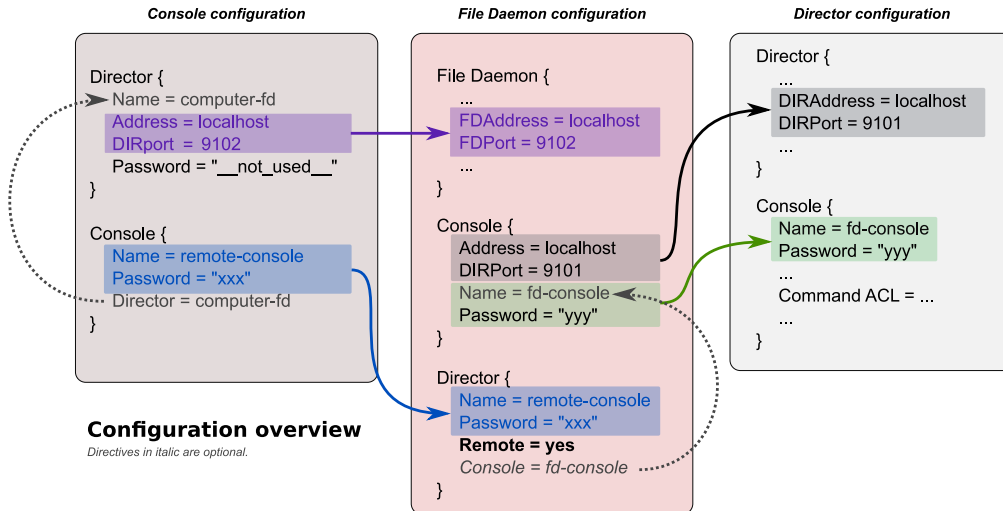 Console configuration
Director {
Name = computer-fd
Address = localhost
DIRport = 9102
Password = "__not_used__"
}
Console {
Name = remote-console
Password = "xxx"
Director = computer-fd
}
Configuration overview
Directives in italic are optional.
File Daemon configuration
File Daemon {
...
FDAddress = localhost
FDPort = 9102
...
}
Console {
Address = localhost
DIRPort = 9101
Name = fd-console
Password = "yyy"
}
Director {
Name = remote-console
Password = "xxx"
Remote = yes
Console = fd-console
}
Director configuration
Director {
...
DIRAddress = localhost
DIRPort = 9101
...
}
Console {
Name = fd-console
Password = "yyy"
...
Command ACL = ...
...
}